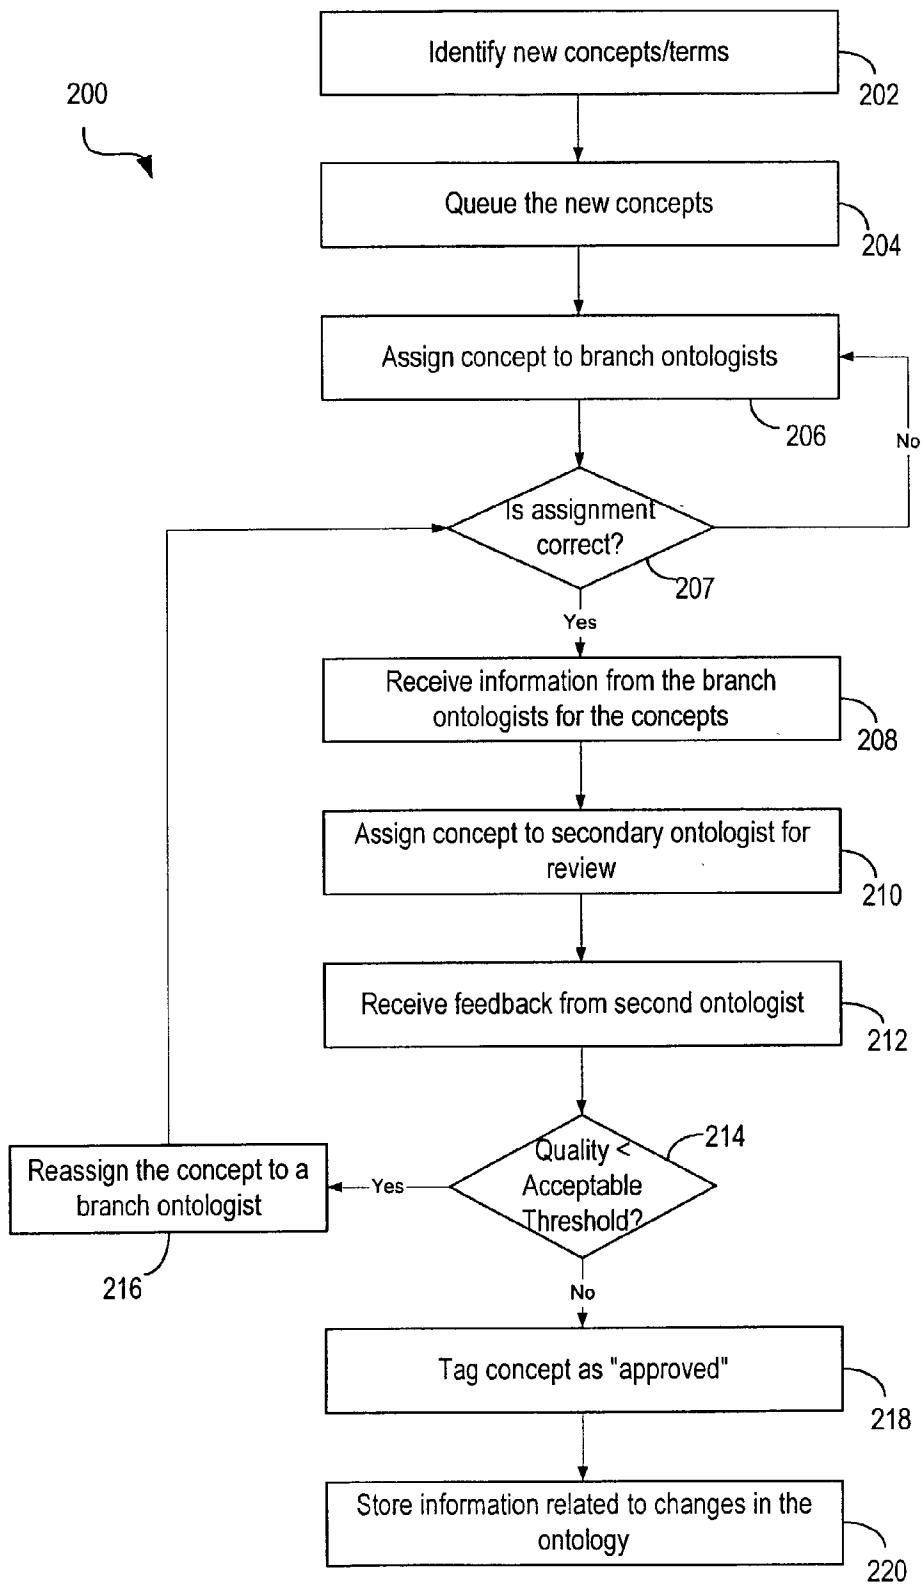 Identify new concepts/terms
202
200
Queue the new concepts
204
Assign concept to branch ontologists
206
No
Is assignment
correct?
207
Yes
Receive information from the branch
ontologists for the concepts
208
Assign concept to secondary ontologist for
review
210
Receive feedback from second ontologist
212
214
Quality <
Acceptable
Threshold?
Yes
Reassign the concept to a
branch ontologist
216
No
Tag concept as "approved"
218
Store information related to changes in the
ontology
220